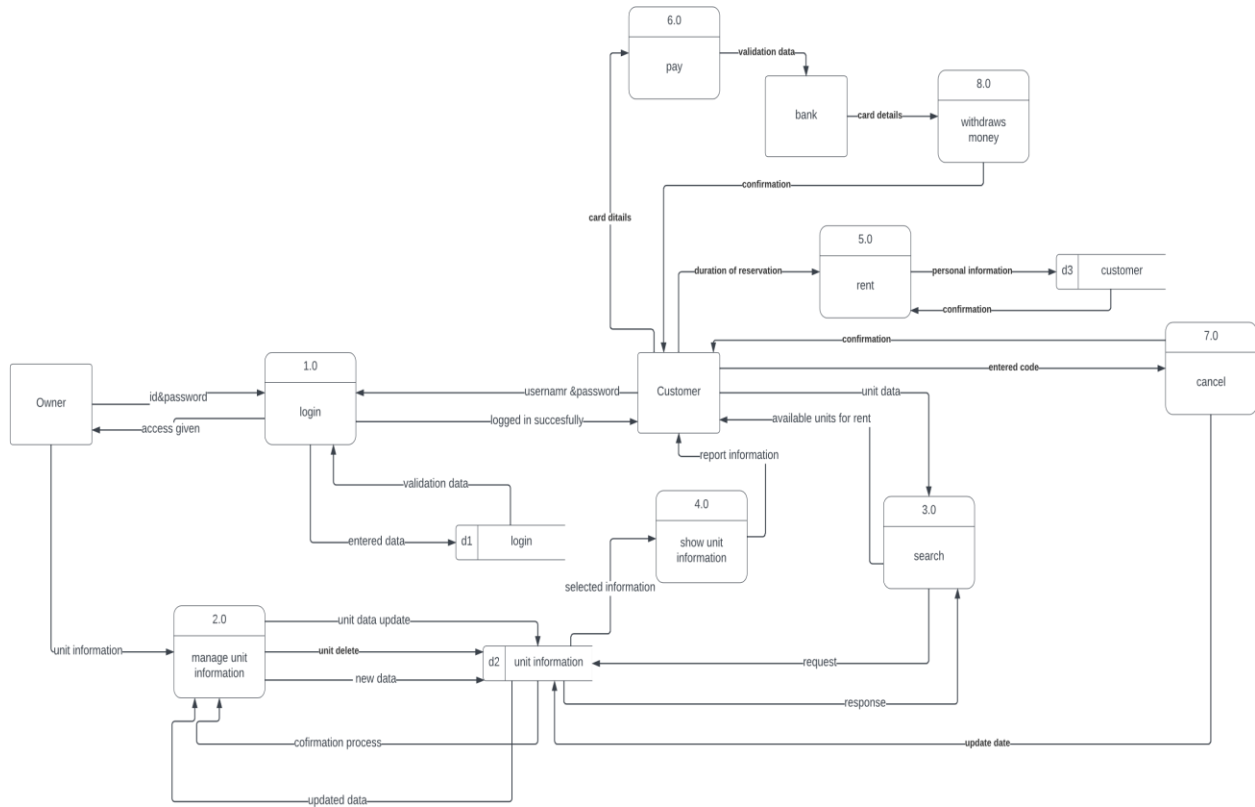 6.0
pay
validation data
bank
card details
8.0
withdraws
money
confirmation
card ditails
5.0
rent
duration of reservation
personal information
d3
customer
confirmation
confirmation
7.0
cancel
entered code
Owner
id&password
access given
1.0
login
usernamr &password
logged in succesfully
Customer
unit data
available units for rent
report information
validation data
entered data
d1
login
4.0
show unit
information
3.0
search
selected information
2.0
manage unit
information
unit information
unit data update
unit delete
new data
d2
unit information
request
response
cofirmation process
update date
updated data